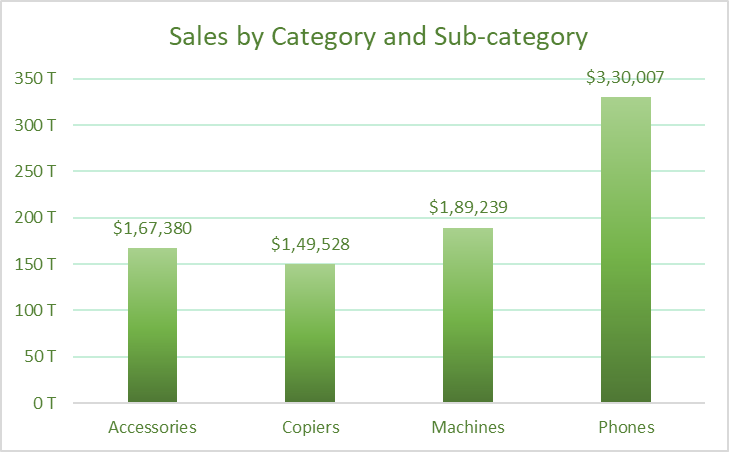 Sales by Category and Sub-category
350 T
300 T
250 T
200 T
150 T
100 T
50 T
0 T
$1,67,380
$1,49,528
$1,89,239
$3,30,007
Accessories
Copiers
Machines
Phones